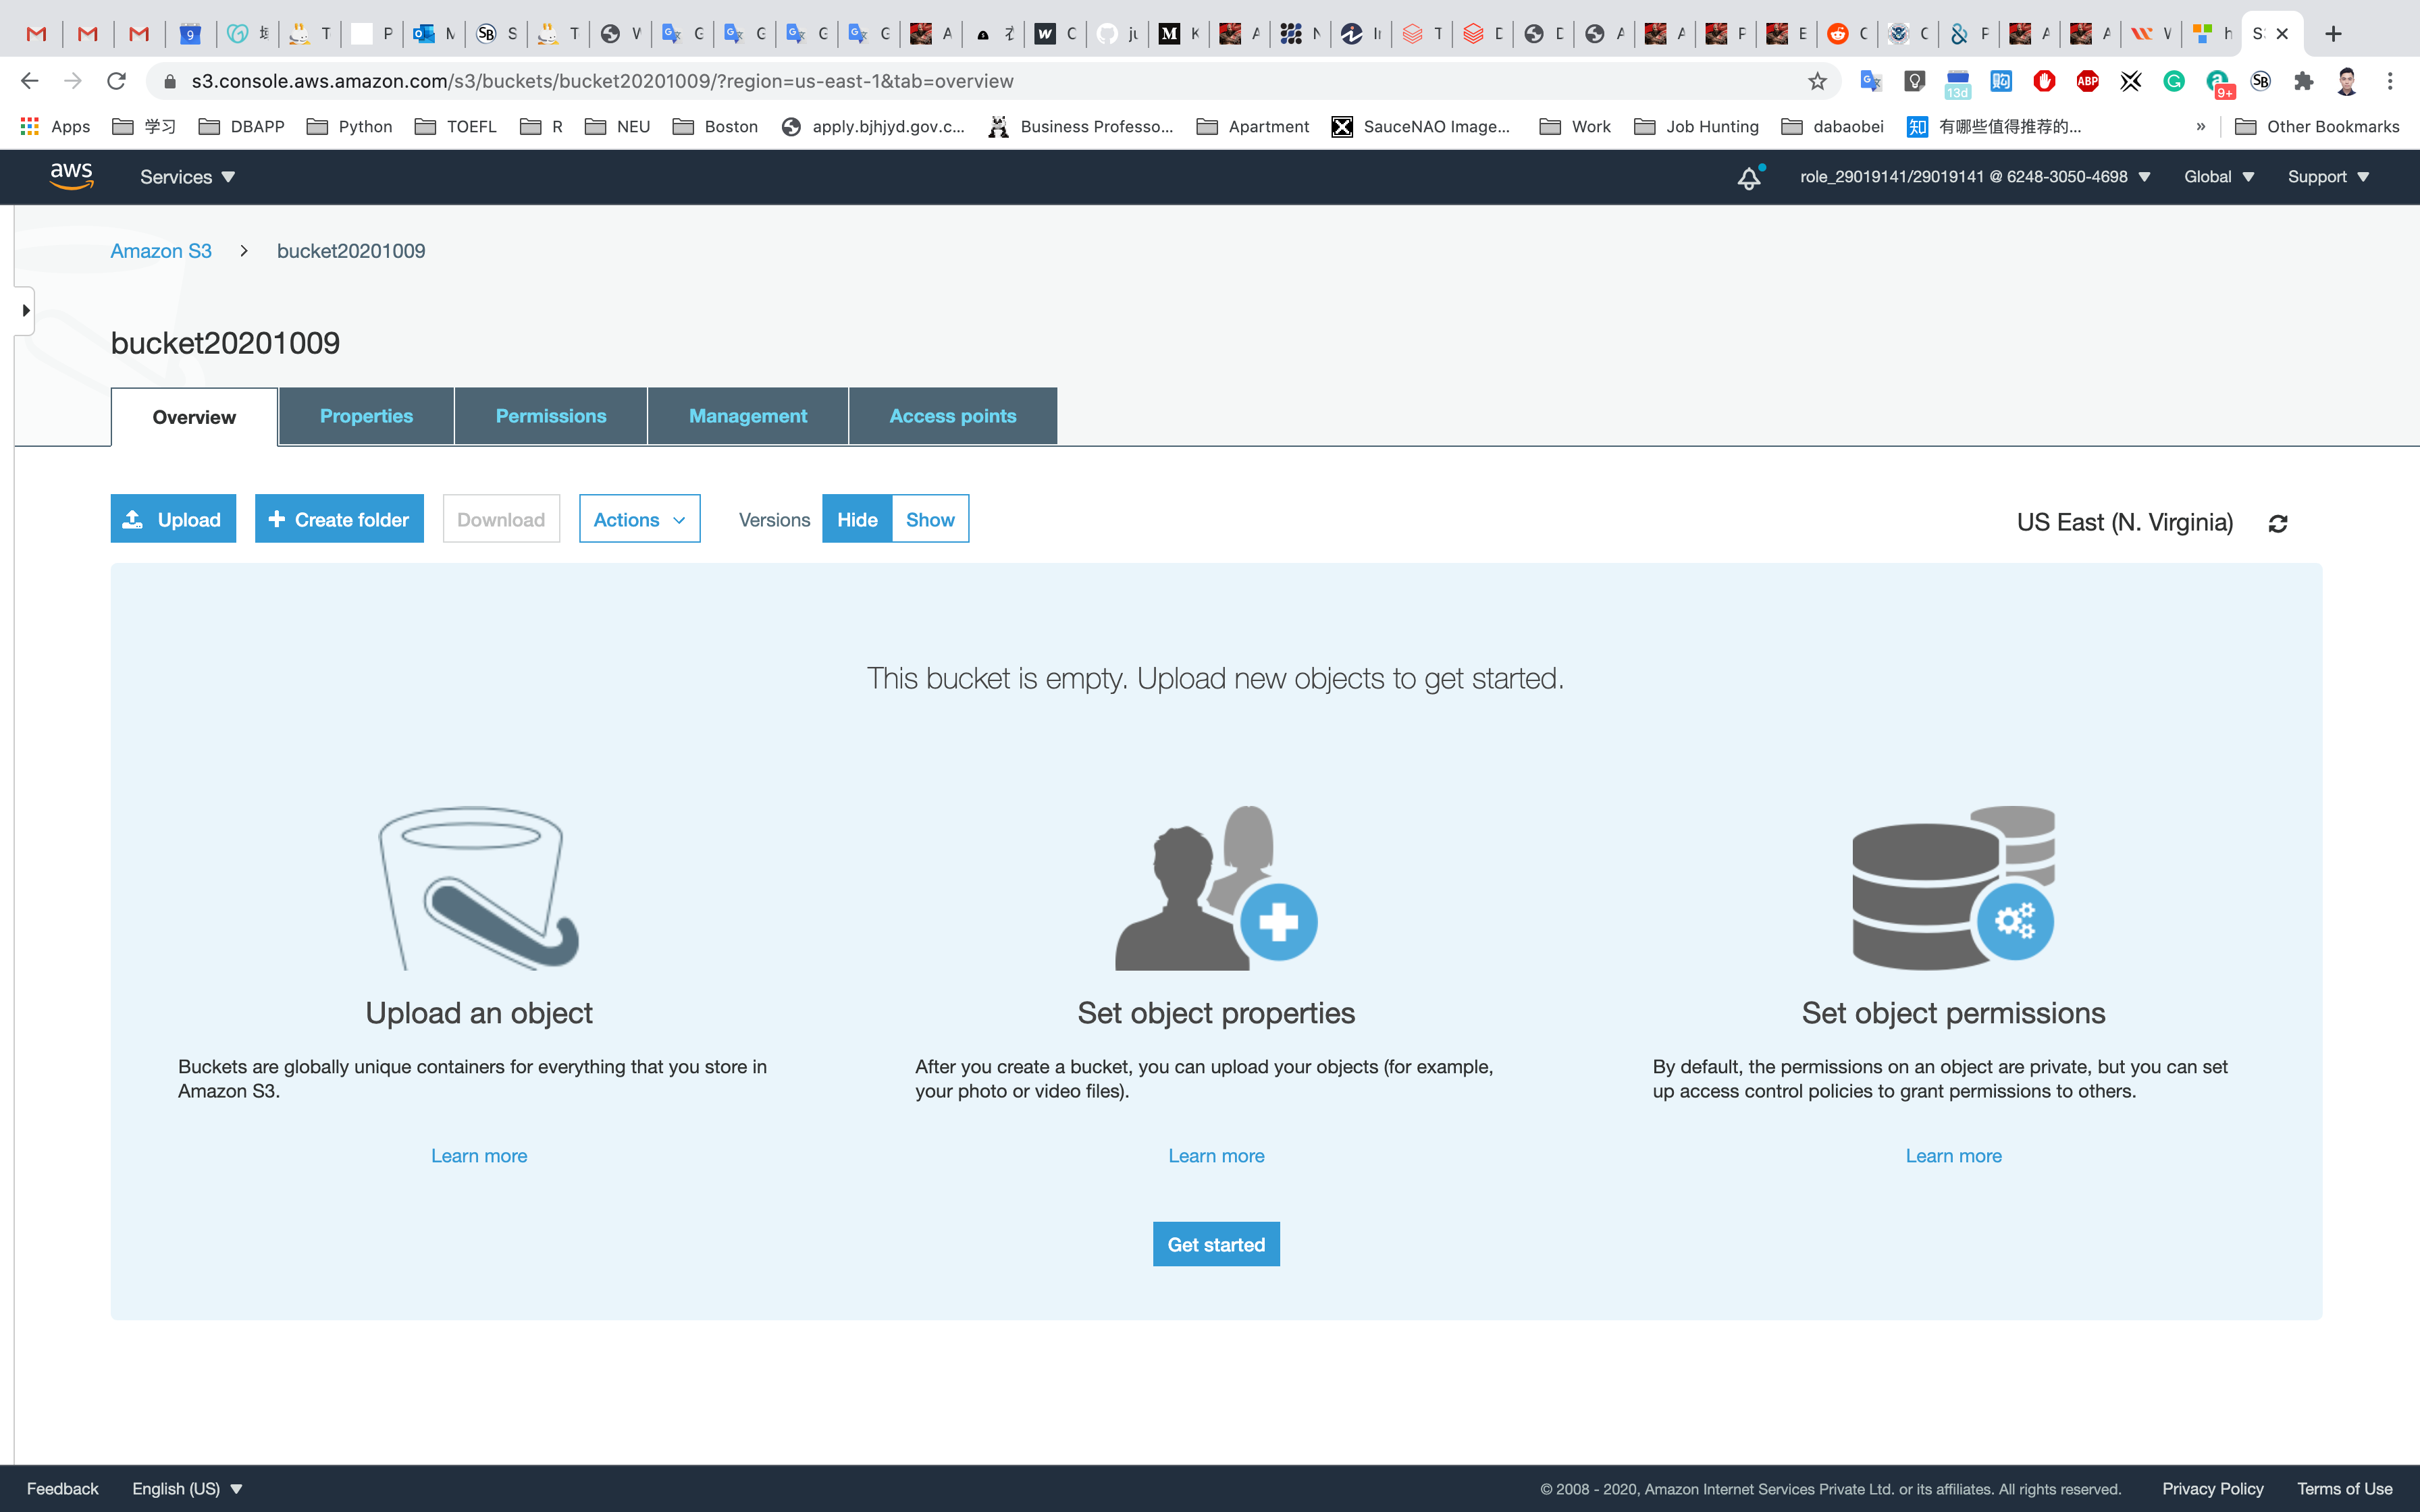 9
s3.console.aws.amazon.com/s3/buckets/bucket20201009/?region=us-east-1&tab=overview
13d
ABP
9+
Apps 学习 DBAPP Python TOEFL R NEU Boston apply.bjhjyd.gov.c... Business Professo... Apartment SauceNAO Image... Work Job Hunting dabaobei 知 有哪些值得推荐的... » Other Bookmarks
aws Services role_29019141/29019141 @ 6248-3050-4698 Global Support
Amazon S3 > bucket20201009
bucket20201009
Overview Properties Permissions Management Access points
Upload + Create folder Download Actions Versions Hide Show US East (N. Virginia)
This bucket is empty. Upload new objects to get started.
Upload an object
Buckets are globally unique containers for everything that you store in
Amazon S3.
Learn more
Set object properties
After you create a bucket, you can upload your objects (for example,
your photo or video files).
Learn more
Set object permissions
By default, the permissions on an object are private, but you can set
up access control policies to grant permissions to others.
Learn more
Get started
Feedback English (US) © 2008 - 2020, Amazon Internet Services Private Ltd. or its affiliates. All rights reserved. Privacy Policy Terms of Use